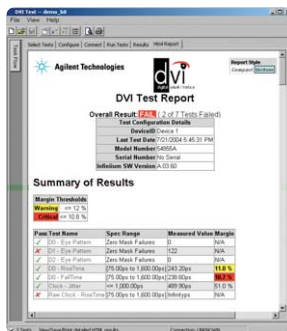 DVI Test -- demo_b0
File View Help
Task Flow
Select Tests Configure Connect Run Tests Results Html Report
Agilent Technologies
dvi
Report Style
Compact
DVI Test Report
Overall Result: FAIL ( 2 of 7 Tests Failed)
Test Configuration Details
DeviceID Device 1
Last Test Date 7/21/2004 5:45:31 PM
Model Number 54855A
Serial Number No Serial
Infiniium SW Version A.03.60
Summary of Results
Margin Thresholds
Warning <= 12 %
Critical <= 10.8 %
Pass Test Name Spec Range Measured Value Margin
✓ D0 - Eye Pattern Zero Mask Failures 0 N/A
✗ D1 - Eye Pattern Zero Mask Failures 122 N/A
✓ D2 - Eye Pattern Zero Mask Failures 0 N/A
✓ D0 - RiseTime [75.00ps to 1,600.00ps] 243.20ps 11.8 %
✓ D0 - FallTime [75.00ps to 1,600.00ps] 238.60ps
✓ Clock - Jitter <= 1,000.00ps 489.90ps 51.0 %
✗ Raw Clock - RiseTime [75.00ps to 1,600.00ps] Infinityps N/A